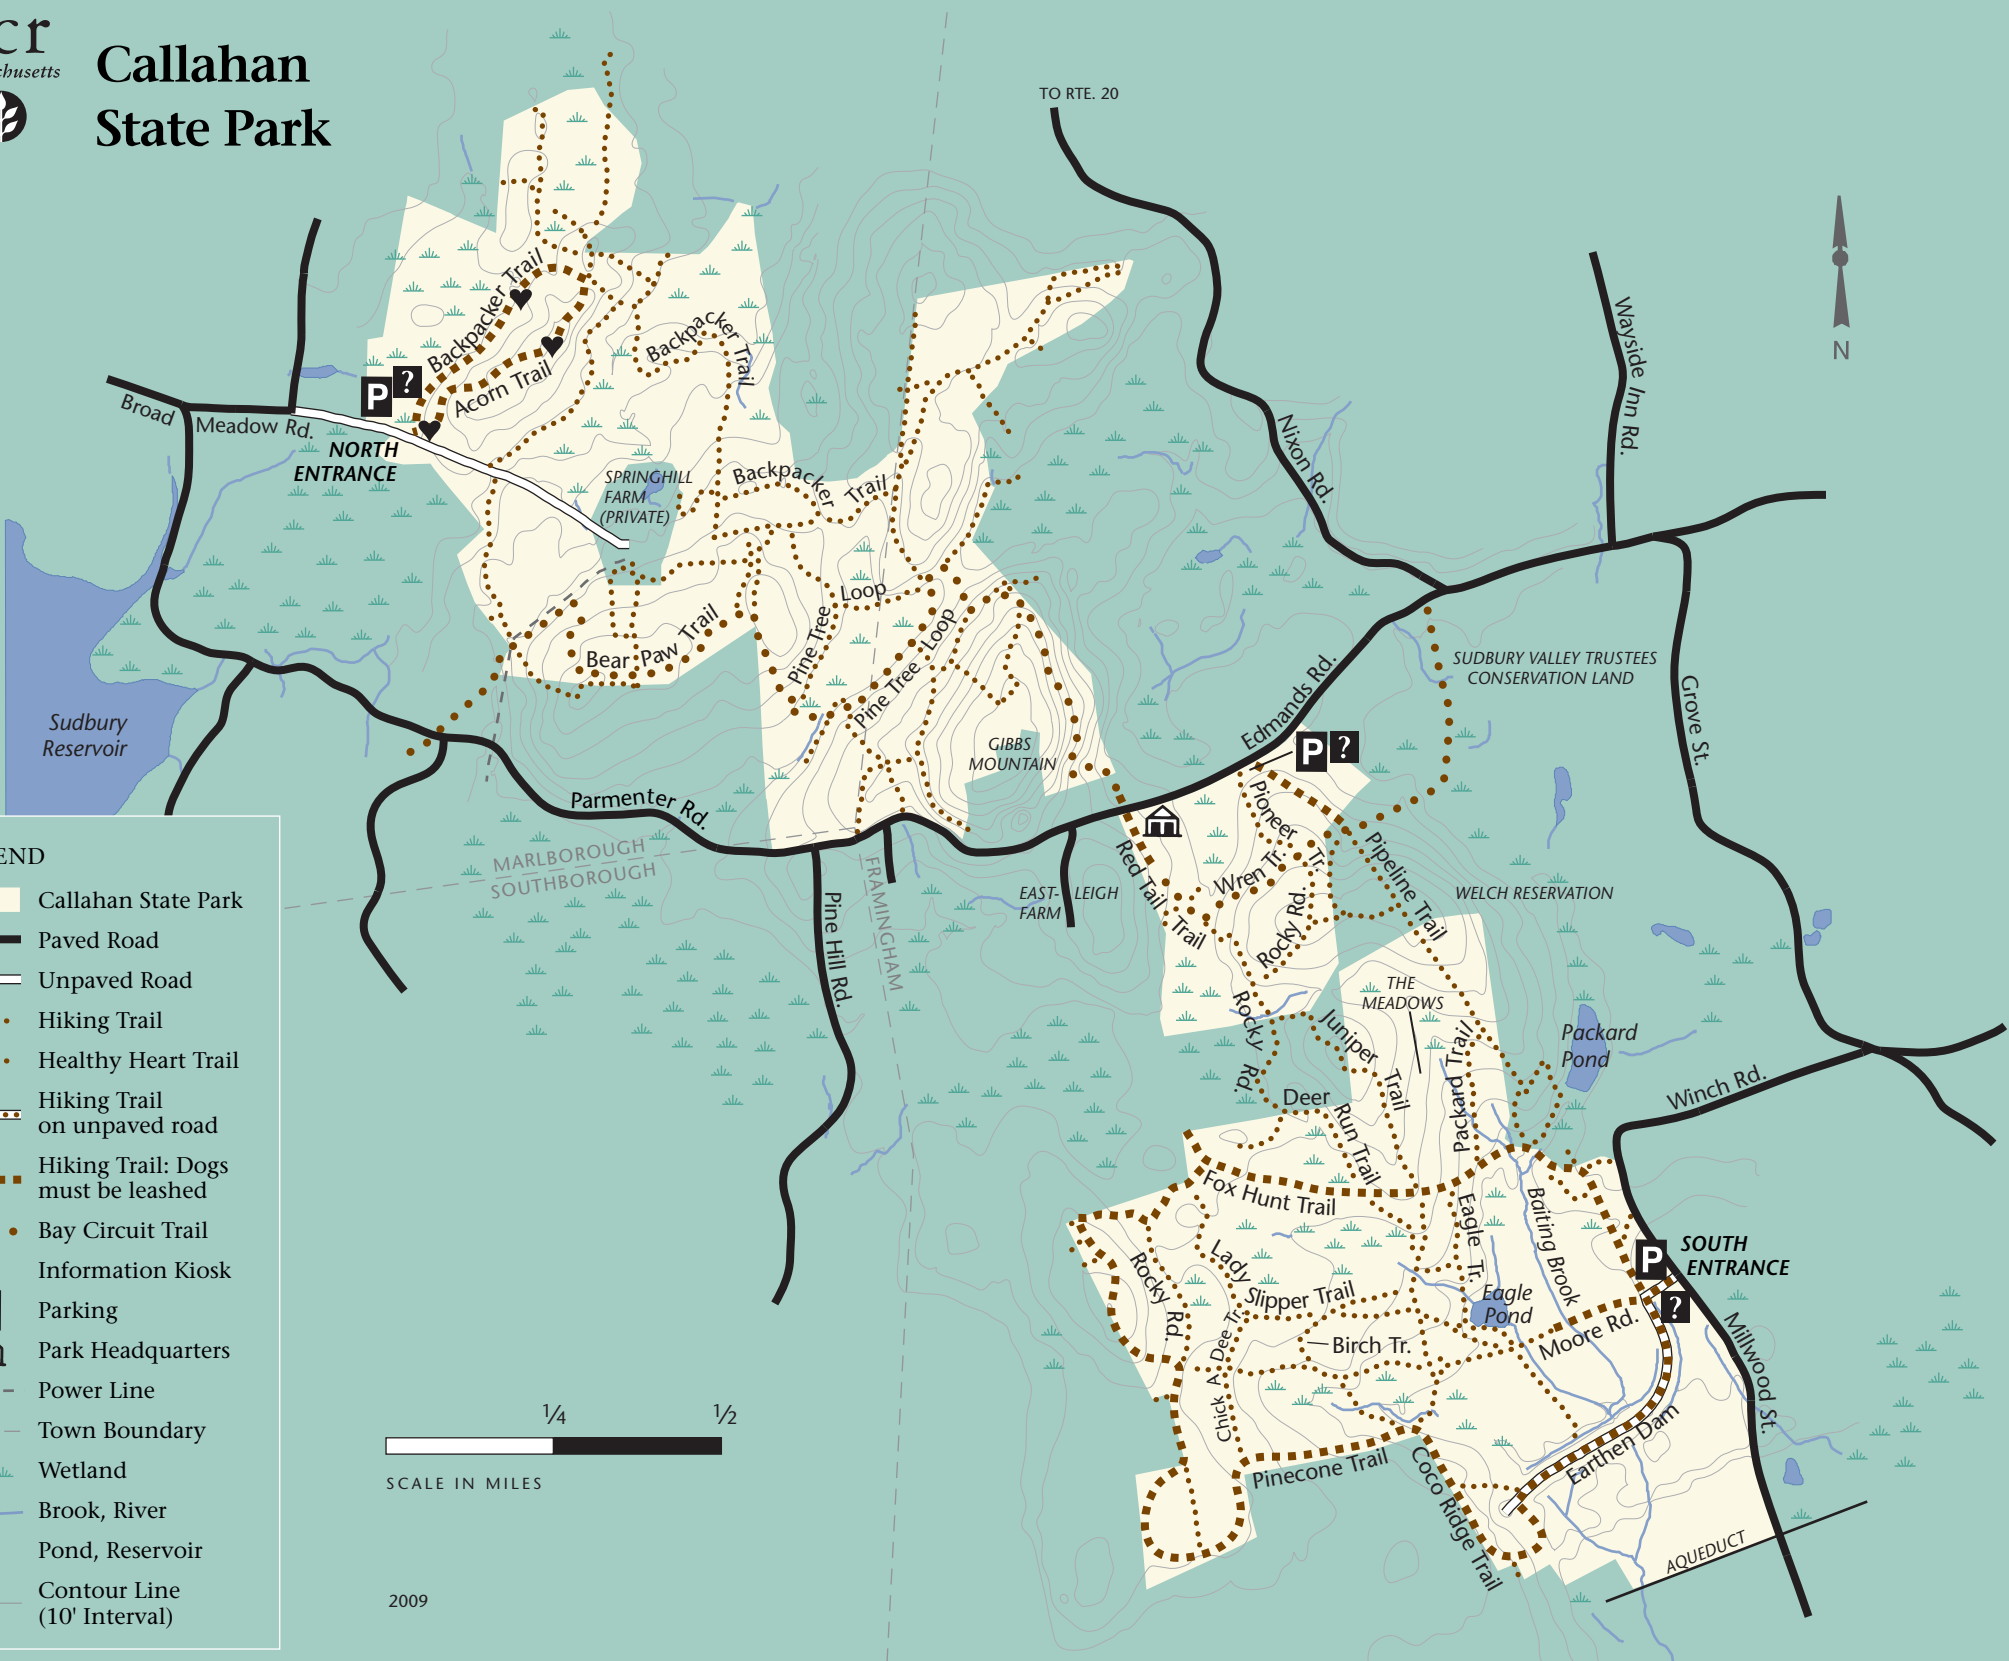 cr
chusetts
Callahan
State Park
TO RTE. 20
N
Wayside Inn Rd.
Nixon Rd.
Backpacker Trail
Acorn Trail
Backpacker Trail
P
?
Broad
Meadow Rd.
NORTH
ENTRANCE
SPRINGHILL
FARM
(PRIVATE)
Backpacker Trail
Pine Tree Loop
Pine Tree Loop
Bear Paw Trail
Sudbury
Reservoir
GIBBS
MOUNTAIN
Edmands Rd.
SUDBURY VALLEY TRUSTEES
CONSERVATION LAND
Grove St.
P
?
Parmenter Rd.
MARLBOROUGH
SOUTHBOROUGH
FRAMINGHAM
Pine Hill Rd.
EAST-LEIGH
FARM
Red Tail Trail
Pioneer Tr.
Wren Tr.
Rocky Rd.
Pipeline Trail
WELCH RESERVATION
THE
MEADOWS
Rocky Rd.
Juniper Trail
Packard Trail
Packard
Pond
Deer Run Trail
Winch Rd.
Fox Hunt Trail
Eagle Tr.
Baiting Brook
Rocky Rd.
Lady
Slipper Trail
Chick A Dee Tr.
Birch Tr.
Eagle
Pond
Moore Rd.
P
SOUTH
ENTRANCE
?
Millwood St.
Earthen Dam
Pinecone Trail
Coco Ridge Trail
AQUEDUCT
END
Callahan State Park
Paved Road
Unpaved Road
Hiking Trail
Healthy Heart Trail
Hiking Trail
on unpaved road
Hiking Trail: Dogs
must be leashed
Bay Circuit Trail
Information Kiosk
Parking
Park Headquarters
Power Line
Town Boundary
Wetland
Brook, River
Pond, Reservoir
Contour Line
(10' Interval)
¼ ½
SCALE IN MILES
2009